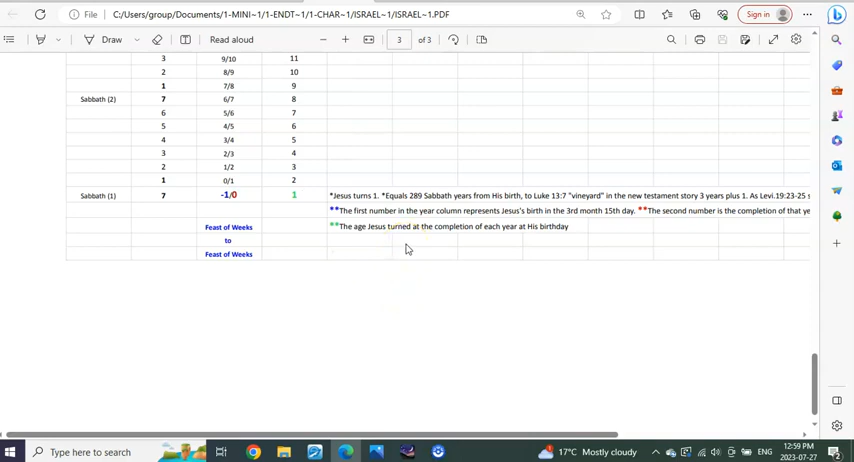 C:/Users/group/Documents/1-MINI~1/1-ENDT~1/1-CHAR~1/ISRAEL~1/ISRAEL~1.PDF
Sign in
Draw
Read aloud
3 of 3
3 9/10 11
2 8/9 10
1 7/8 9
Sabbath (2) 7 6/7 8
6 5/6 7
5 4/5 6
4 3/4 5
3 2/3 4
2 1/2 3
1 0/1 2
Sabbath (1) 7 -1/0 1 *Jesus turns 1. *Equals 289 Sabbath years from His birth, to Luke 13:7 "vineyard" in the new testament story 3 years plus 1. As Levi.19:23-25 s
**The first number in the year column represents Jesus's birth in the 3rd month 15th day. **The second number is the completion of that ye
Feast of Weeks **The age Jesus turned at the completion of each year at His birthday
to
Feast of Weeks
Type here to search
17°C Mostly cloudy
ENG
12:59 PM
2023-07-27
2